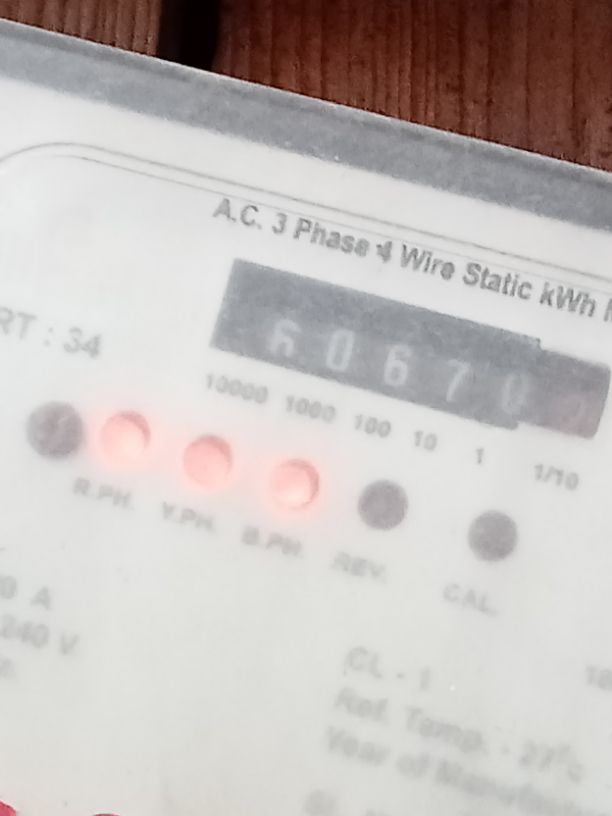 A.C. 3 Phase 4 Wire Static kWh
RT : 34
6 0 6 7
10000 1000 100 10 1 1/10
R.PH. Y.PH. B.PH. REV. CAL.
0 A
240 V
CL - 1
Ref. Temp. - 27°c
Year of